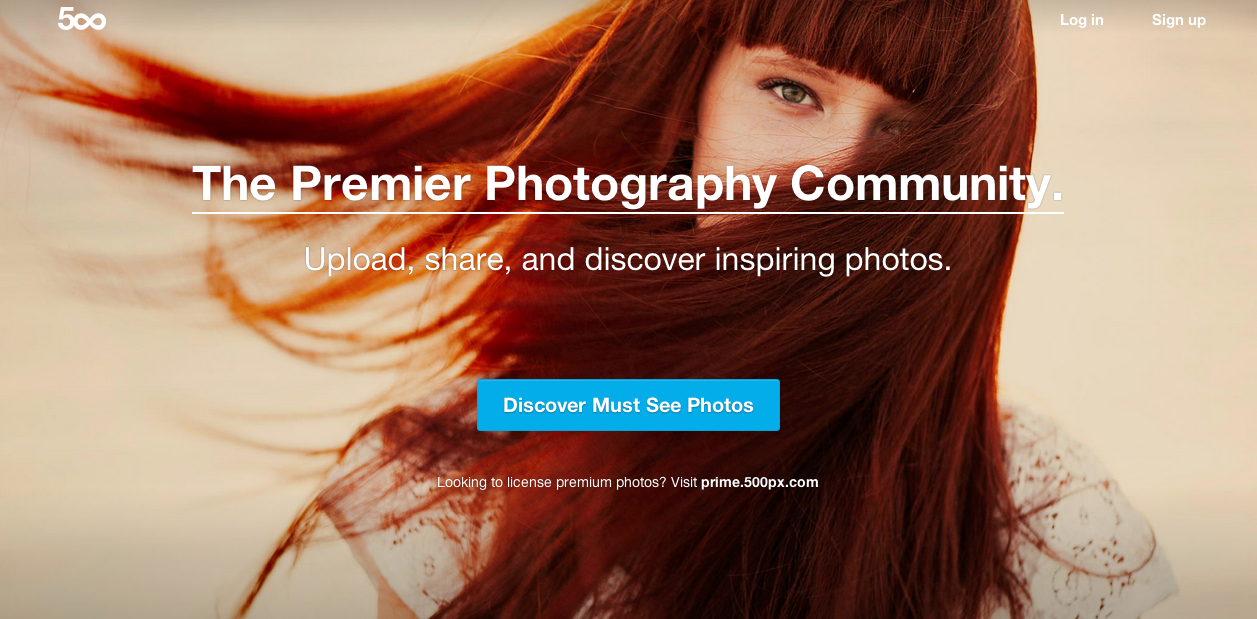 500
Log in
Sign up
The Premier Photography Community.
Upload, share, and discover inspiring photos.
Discover Must See Photos
Looking to license premium photos? Visit prime.500px.com